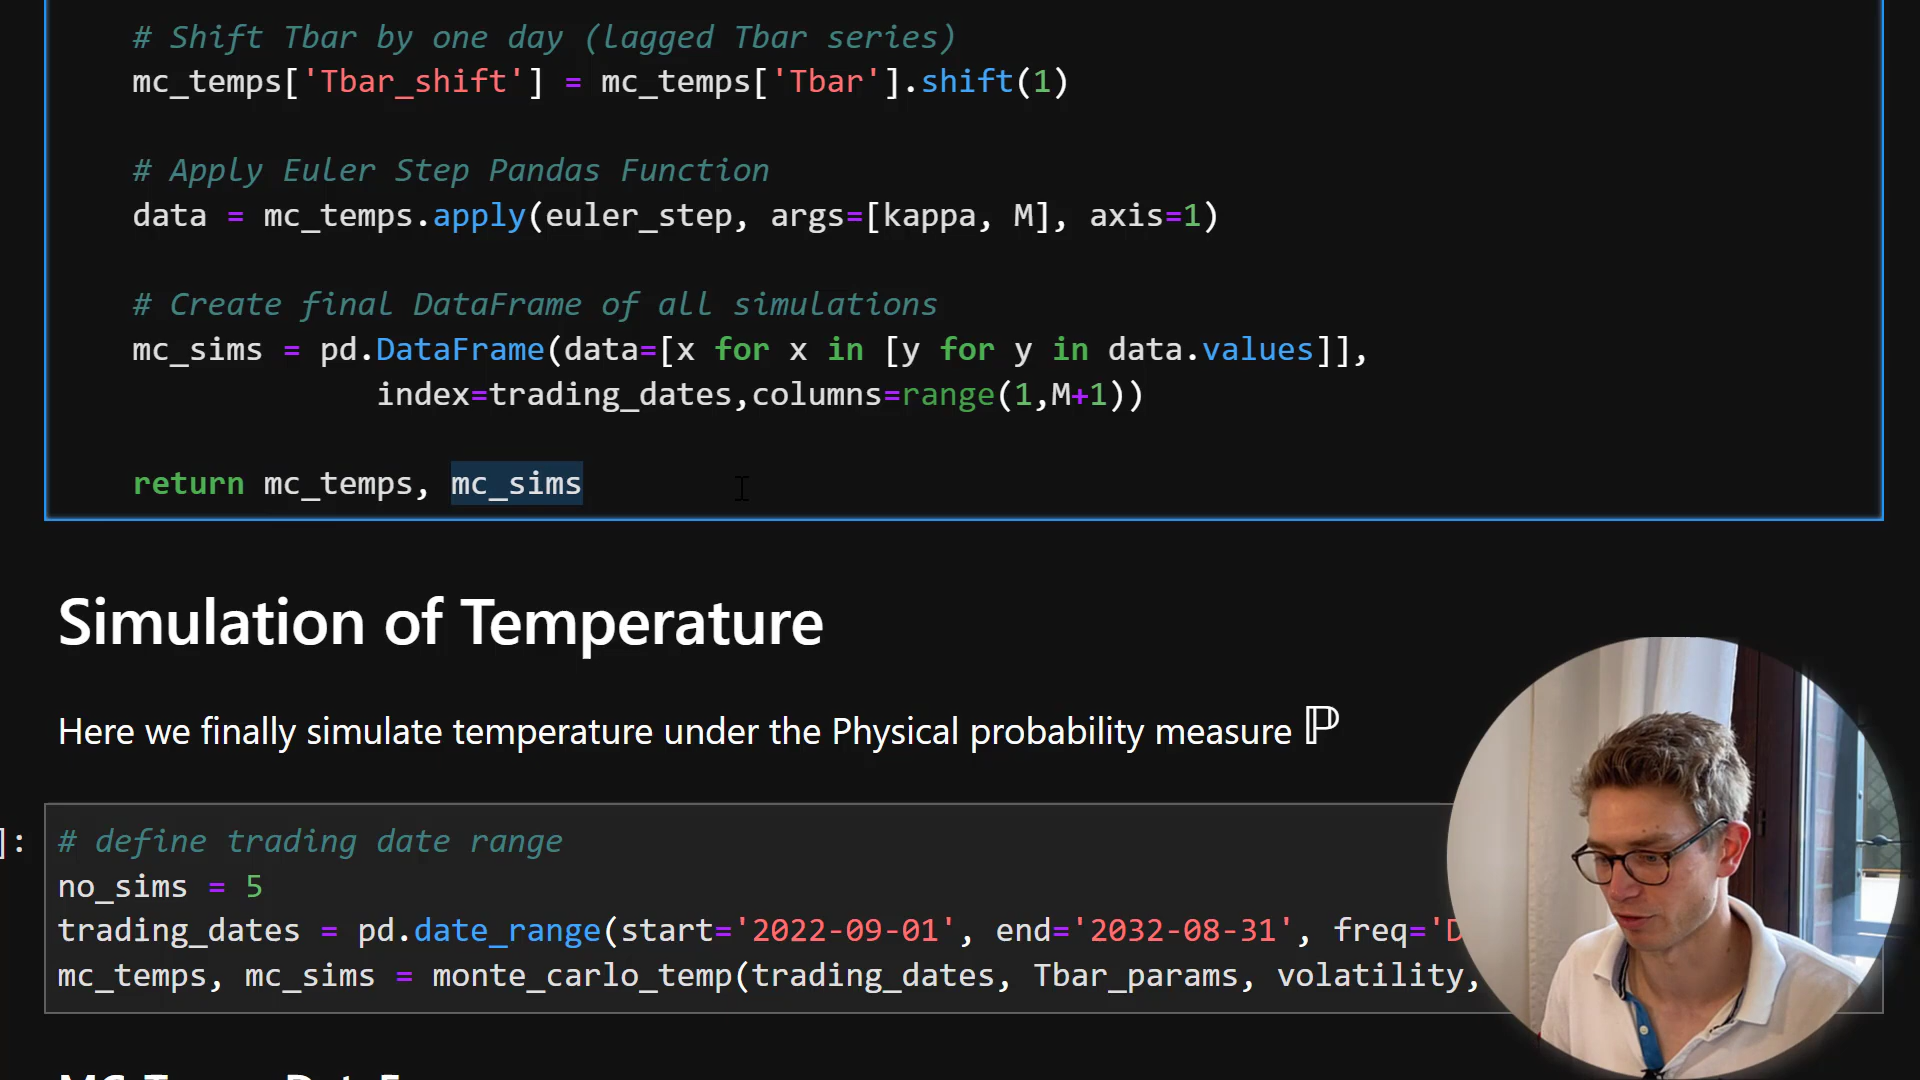 # Shift Tbar by one day (lagged Tbar series)
mc_temps['Tbar_shift'] = mc_temps['Tbar'].shift(1)
# Apply Euler Step Pandas Function
data = mc_temps.apply(euler_step, args=[kappa, M], axis=1)
# Create final DataFrame of all simulations
mc_sims = pd.DataFrame(data=[x for x in [y for y in data.values]],
index=trading_dates,columns=range(1,M+1))
return mc_temps, mc_sims
Simulation of Temperature
Here we finally simulate temperature under the Physical probability measure ℙ
]:
# define trading date range
no_sims = 5
trading_dates = pd.date_range(start='2022-09-01', end='2032-08-31', freq='D
mc_temps, mc_sims = monte_carlo_temp(trading_dates, Tbar_params, volatility,